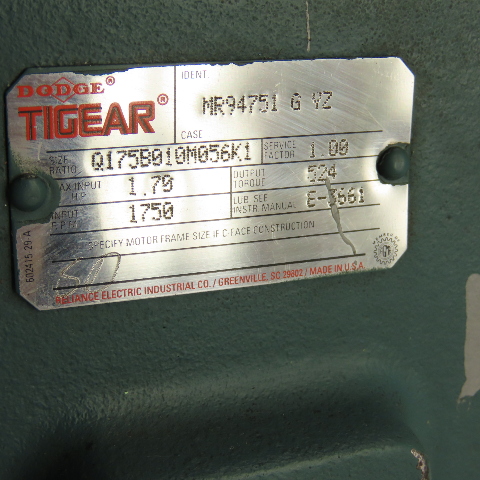 DODGE®
TIGEAR®
IDENT.
MR94751 G YZ
CASE
SIZE RATIO Q175B010M056K1 SERVICE FACTOR 1.00
MAX INPUT H.P. 1.70 OUTPUT TORQUE 524
INPUT R.P.M. 1750 LUB SEE INSTR. MANUAL E-3661
SPECIFY MOTOR FRAME SIZE IF C-FACE CONSTRUCTION
RELIANCE ELECTRIC INDUSTRIAL CO. / GREENVILLE, SC 29602 / MADE IN U.S.A.
602415 29-A